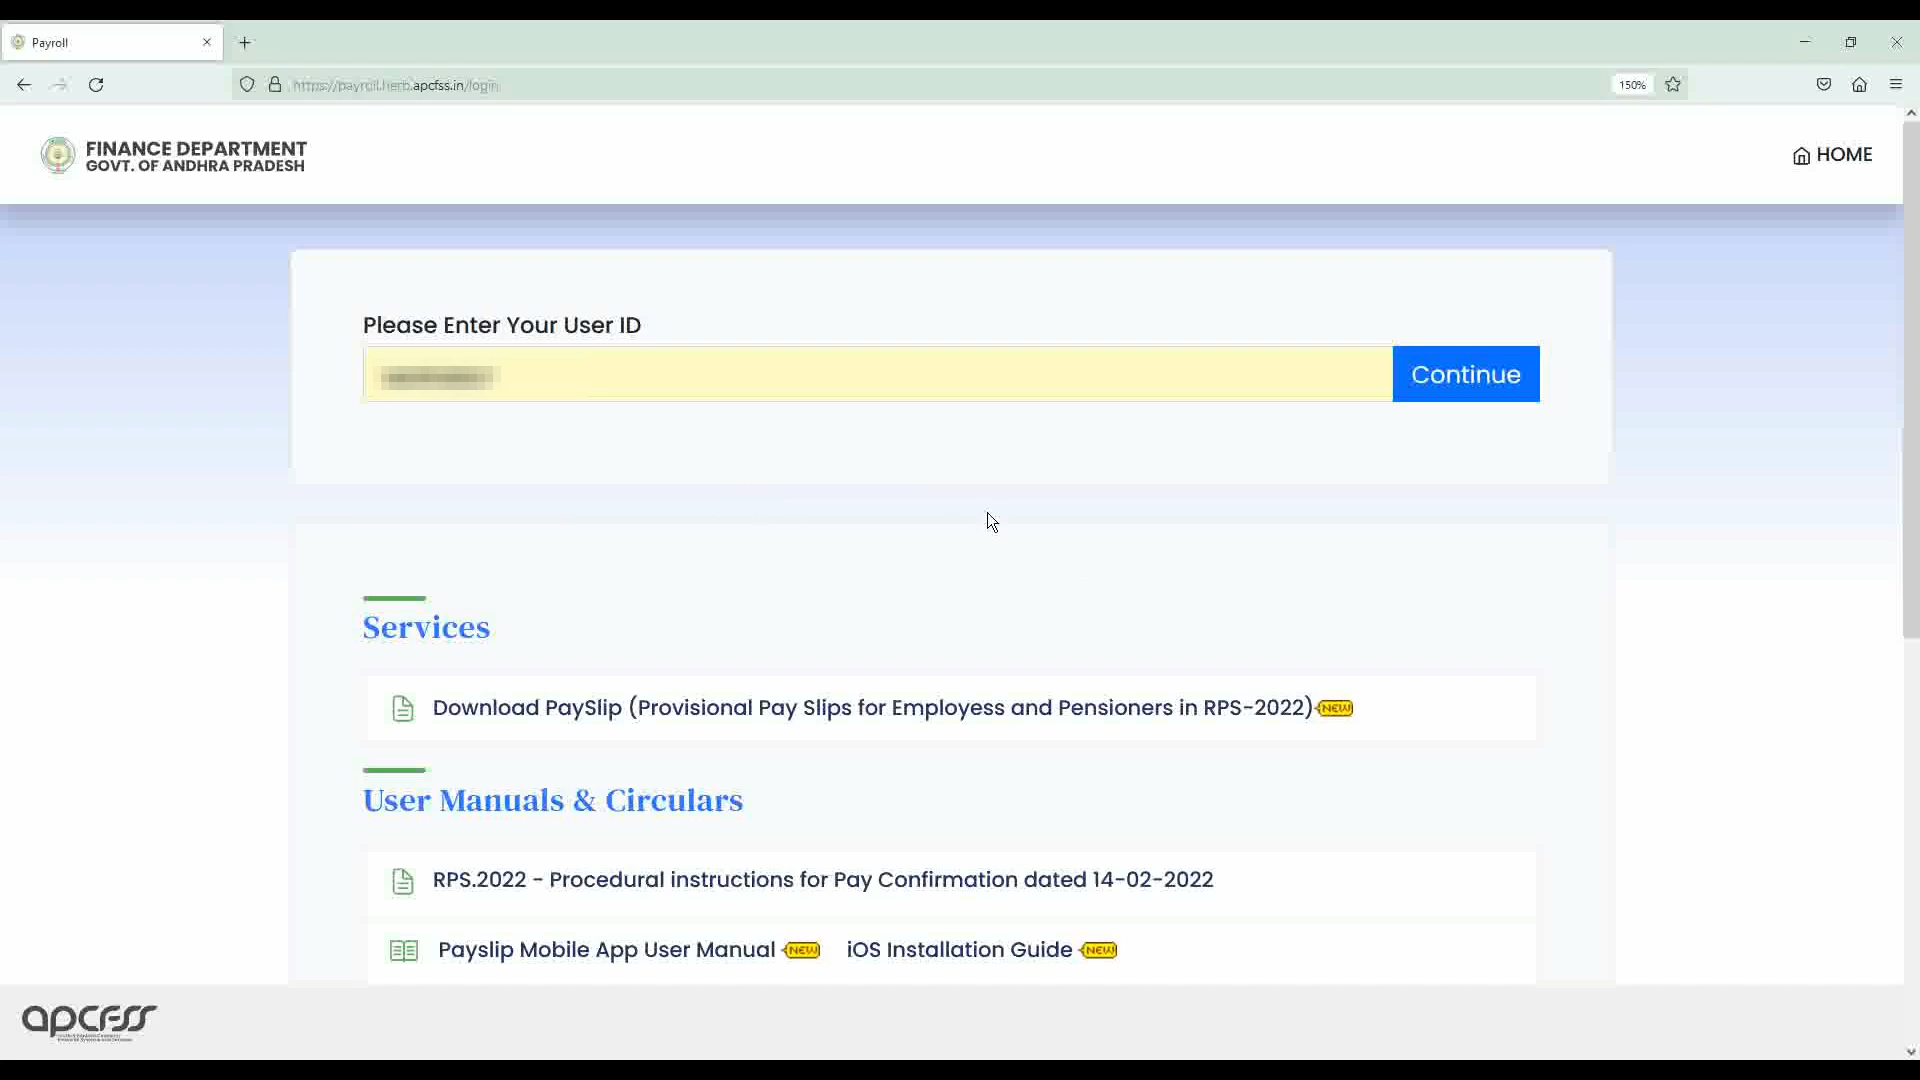 Payroll
https://payroll.herb.apcfss.in/login
150%
FINANCE DEPARTMENT
GOVT. OF ANDHRA PRADESH
HOME
Please Enter Your User ID
Continue
Services
Download PaySlip (Provisional Pay Slips for Employess and Pensioners in RPS-2022) NEW
User Manuals & Circulars
RPS.2022 - Procedural instructions for Pay Confirmation dated 14-02-2022
Payslip Mobile App User Manual NEW iOS Installation Guide NEW
apcfss